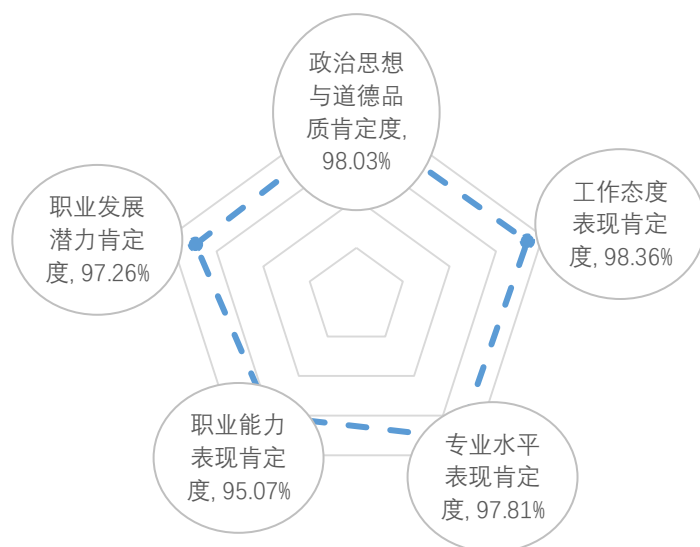 政治思想
与道德品
质肯定度,
98.03%
工作态度
表现肯定
度, 98.36%
专业水平
表现肯定
度, 97.81%
职业能力
表现肯定
度, 95.07%
职业发展
潜力肯定
度, 97.26%